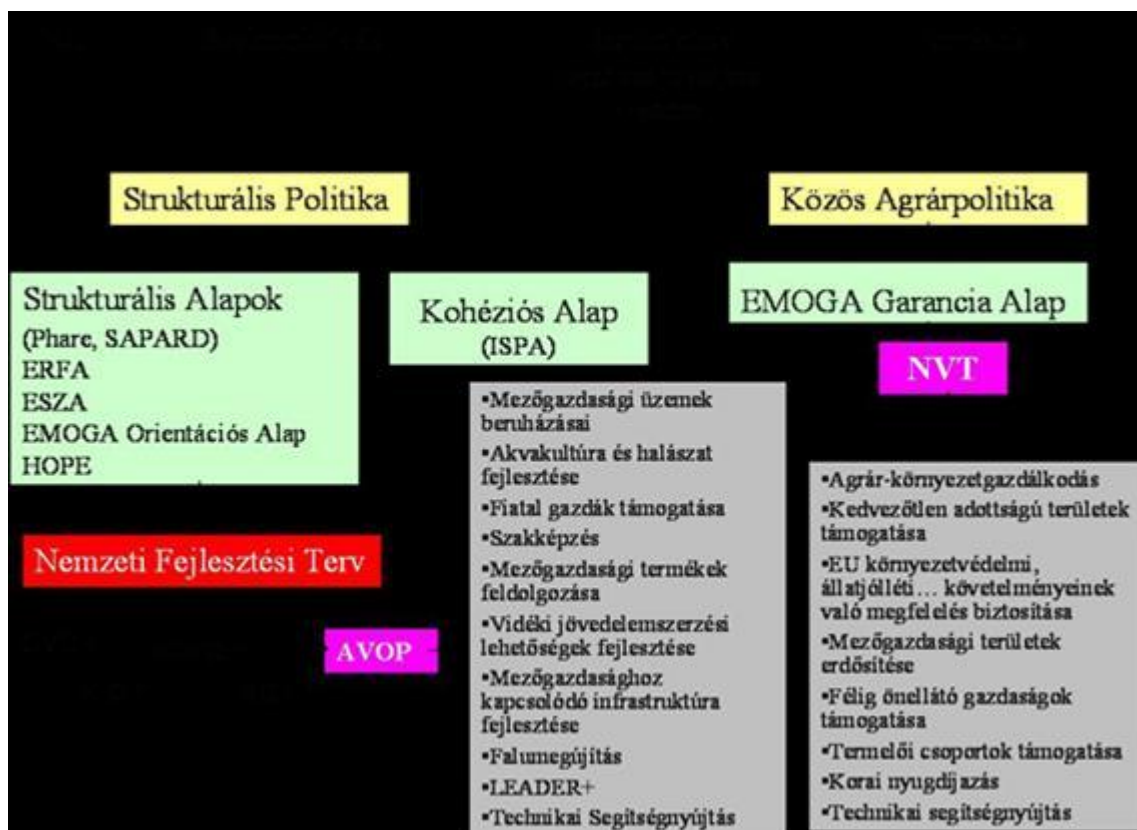 Strukturális Politika
Közös Agrárpolitika
Strukturális Alapok
(Phare, SAPARD)
ERFA
ESZA
EMOGA Orientációs Alap
HOPE
Kohéziós Alap
(ISPA)
EMOGA Garancia Alap
NVT
Nemzeti Fejlesztési Terv
AVOP
•Mezőgazdasági üzemek
beruházásai
•Akvakultúra és halászat
fejlesztése
•Fiatal gazdák támogatása
•Szakképzés
•Mezőgazdasági termékek
feldolgozása
•Vidéki jövedelemszerzési
lehetőségek fejlesztése
•Mezőgazdasághoz
kapcsolódó infrastruktúra
fejlesztése
•Falumegújítás
•LEADER+
•Technikai Segítségnyújtás
•Agrár-környezetgazdálkodás
•Kedvezőtlen adottságú területek
támogatása
•EU környezetvédelmi,
állatjólléti… követelményeinek
való megfelelés biztosítása
•Mezőgazdasági területek
erdősítése
•Félig önellátó gazdaságok
támogatása
•Termelői csoportok támogatása
•Korai nyugdíjazás
•Technikai segítségnyújtás